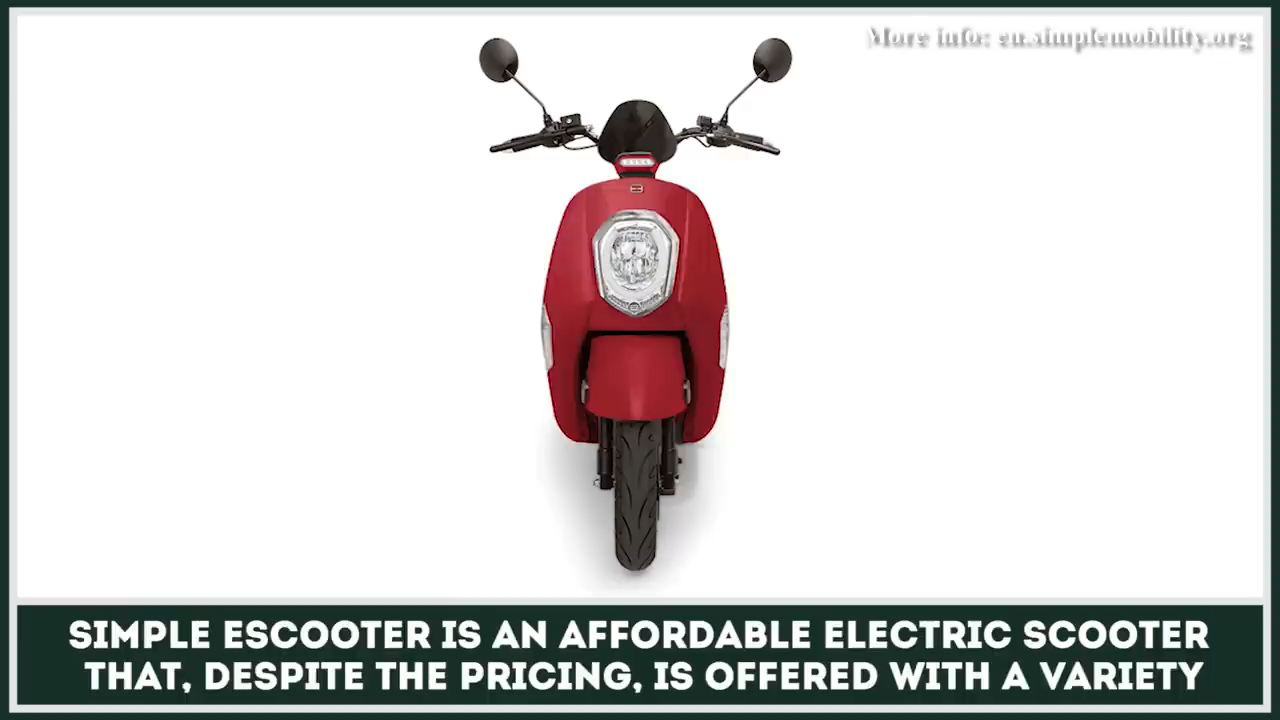 More info: eu.simplemobility.org
SIMPLE ESCOOTER IS AN AFFORDABLE ELECTRIC SCOOTER
THAT, DESPITE THE PRICING, IS OFFERED WITH A VARIETY